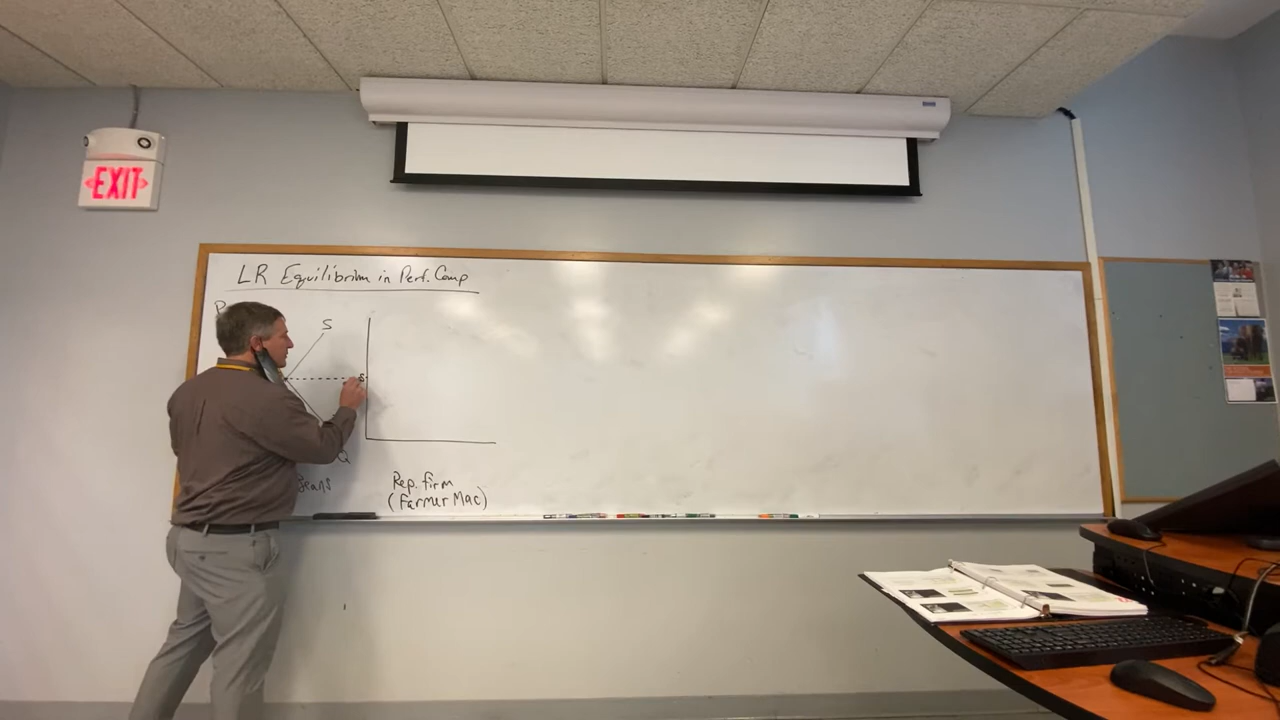 EXIT
LR Equilibrium in Perf. Comp
P
S
Q
Rep. firm
(Farmer Mac)